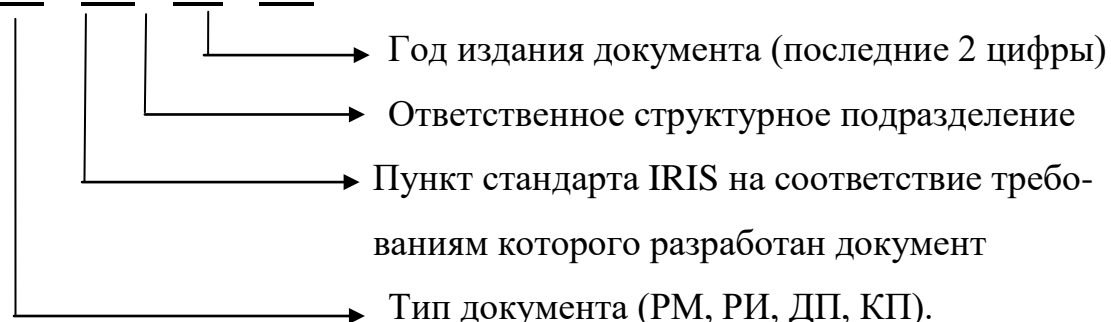 Год издания документа (последние 2 цифры)
Ответственное структурное подразделение
Пункт стандарта IRIS на соответствие требо-
ваниям которого разработан документ
Тип документа (РМ, РИ, ДП, КП).